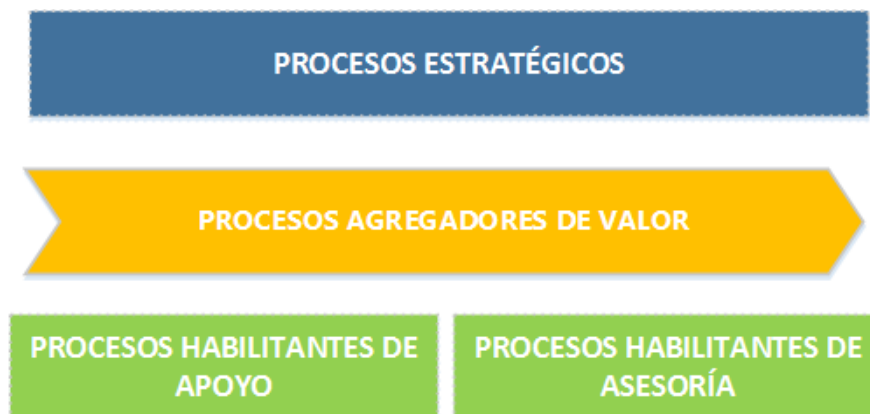 PROCESOS ESTRATÉGICOS
PROCESOS AGREGADORES DE VALOR
PROCESOS HABILITANTES DE
APOYO
PROCESOS HABILITANTES DE
ASESORÍA